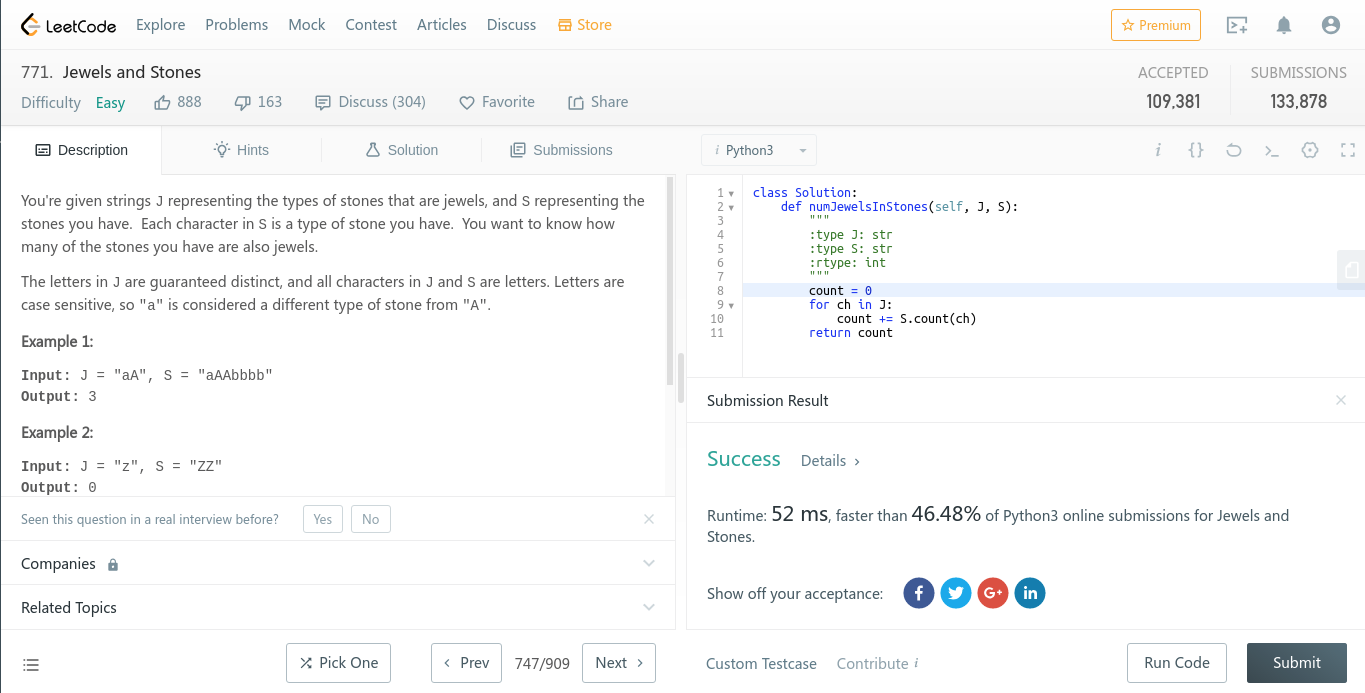 LeetCode Explore Problems Mock Contest Articles Discuss Store Premium
771. Jewels and Stones
ACCEPTED SUBMISSIONS
Difficulty Easy 888 163 Discuss (304) Favorite Share
109,381 133,878
Description Hints Solution Submissions
You're given strings J representing the types of stones that are jewels, and S representing the
stones you have. Each character in S is a type of stone you have. You want to know how
many of the stones you have are also jewels.
The letters in J are guaranteed distinct, and all characters in J and S are letters. Letters are
case sensitive, so "a" is considered a different type of stone from "A".
Example 1:
Input: J = "aA", S = "aAAbbbb"
Output: 3
Example 2:
Input: J = "z", S = "ZZ"
Output: 0
Seen this question in a real interview before? Yes No
Companies
Related Topics
Pick One Prev 747/909 Next
i Python3 i {}
1 class Solution:
2 def numJewelsInStones(self, J, S):
3 """
4 :type J: str
5 :type S: str
6 :rtype: int
7 """
8 count = 0
9 for ch in J:
10 count += S.count(ch)
11 return count
Submission Result
Success Details
Runtime: 52 ms, faster than 46.48% of Python3 online submissions for Jewels and
Stones.
Show off your acceptance: f G+ in
Custom Testcase Contribute i Run Code Submit